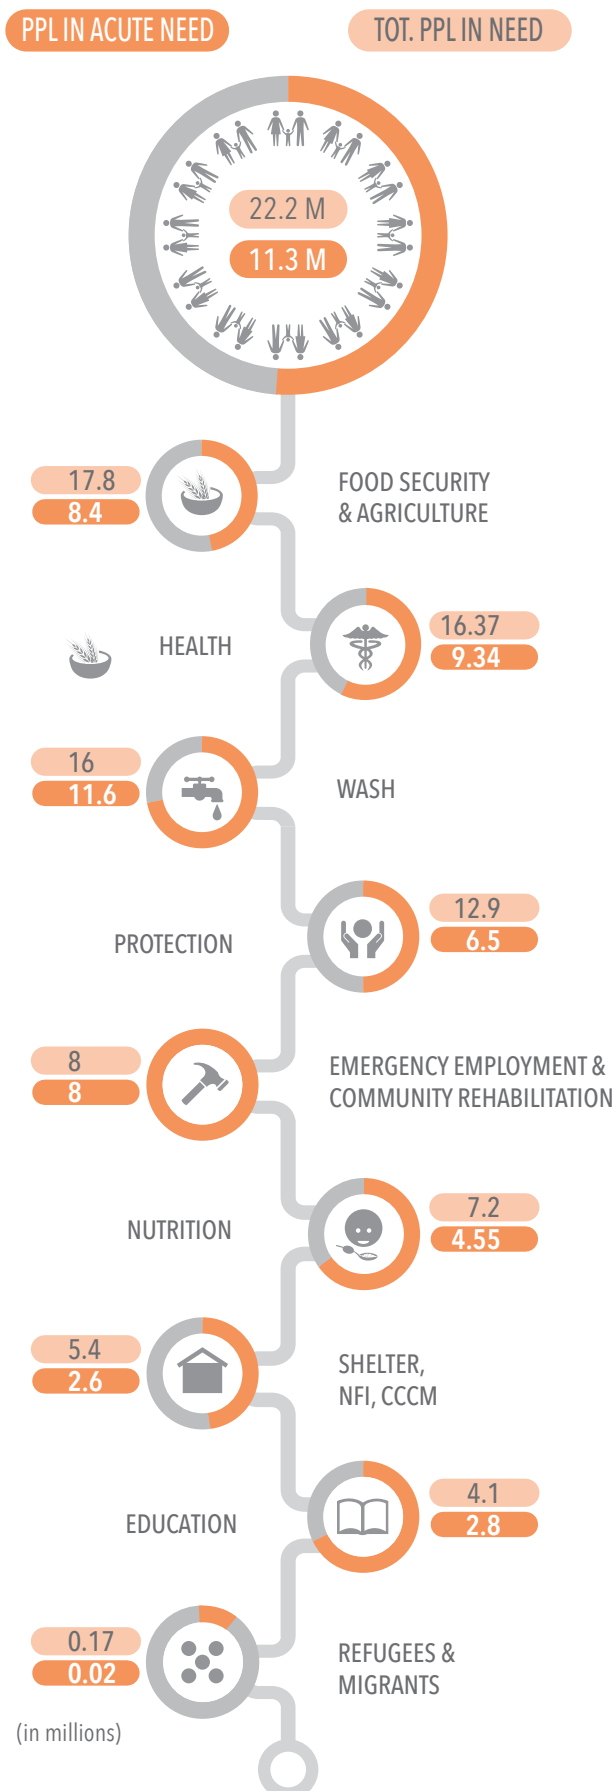 PPL IN ACUTE NEED
TOT. PPL IN NEED
22.2 M
11.3 M
17.8
8.4
FOOD SECURITY
& AGRICULTURE
HEALTH
16.37
9.34
16
11.6
WASH
PROTECTION
12.9
6.5
8
8
EMERGENCY EMPLOYMENT &
COMMUNITY REHABILITATION
NUTRITION
7.2
4.55
5.4
2.6
SHELTER,
NFI, CCCM
EDUCATION
4.1
2.8
0.17
0.02
REFUGEES &
MIGRANTS
(in millions)